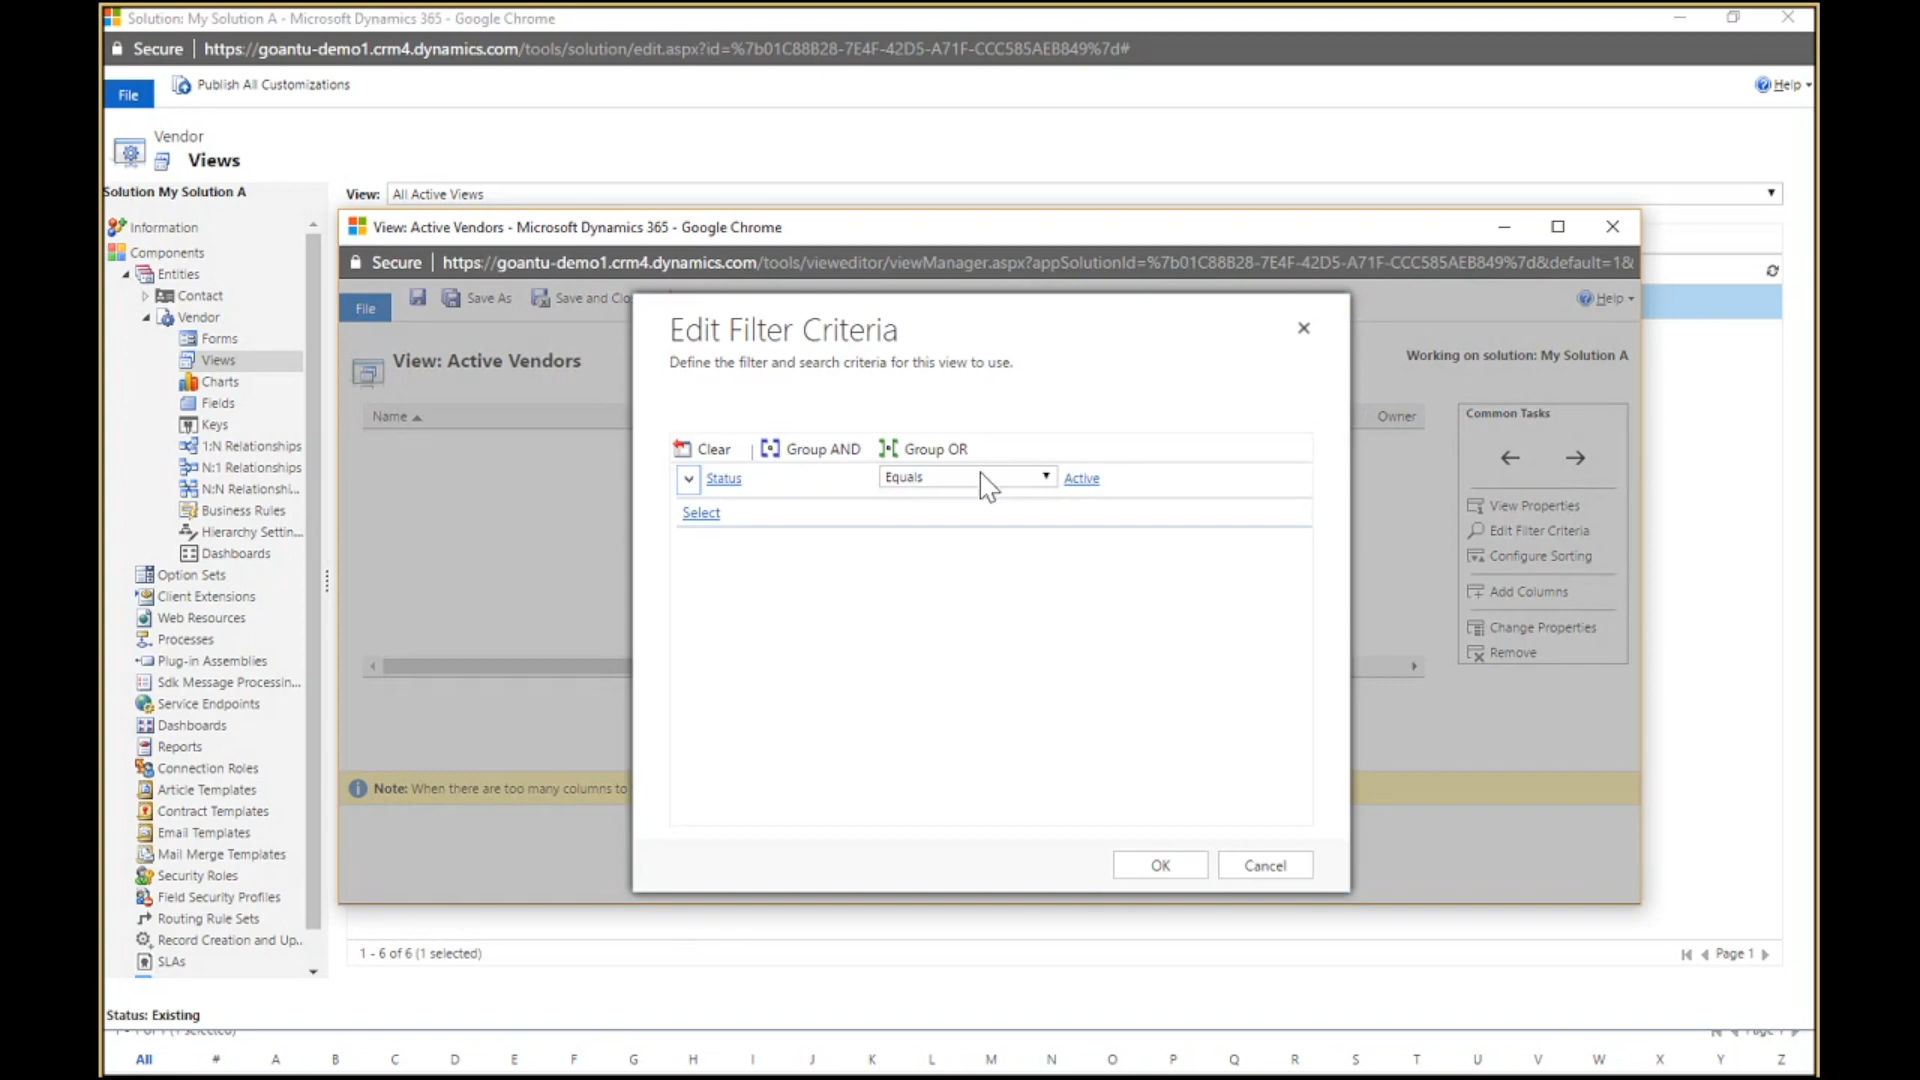 Solution: My Solution A - Microsoft Dynamics 365 - Google Chrome
Secure | https://goantu-demo1.crm4.dynamics.com/tools/solution/edit.aspx?id=%7b01C88B28-7E4F-42D5-A71F-CCC585AEB849%7d#
File
Publish All Customizations
Help
Vendor
Views
Solution My Solution A
View: All Active Views
Information
Components
Entities
Contact
Vendor
Forms
Views
Charts
Fields
Keys
1:N Relationships
N:1 Relationships
N:N Relationshi...
Business Rules
Hierarchy Settin...
Dashboards
Option Sets
Client Extensions
Web Resources
Processes
Plug-in Assemblies
Sdk Message Processin...
Service Endpoints
Dashboards
Reports
Connection Roles
Article Templates
Contract Templates
Email Templates
Mail Merge Templates
Security Roles
Field Security Profiles
Routing Rule Sets
Record Creation and Up..
SLAs
View: Active Vendors - Microsoft Dynamics 365 - Google Chrome
Secure | https://goantu-demo1.crm4.dynamics.com/tools/vieweditor/viewManager.aspx?appSolutionId=%7b01C88B28-7E4F-42D5-A71F-CCC585AEB849%7d&default=1&
File
Save As
Save and Clo
Help
View: Active Vendors
Working on solution: My Solution A
Name
Owner
Common Tasks
View Properties
Edit Filter Criteria
Configure Sorting
Add Columns
Change Properties
Remove
Note: When there are too many columns to
Edit Filter Criteria
Define the filter and search criteria for this view to use.
Clear | Group AND Group OR
Status Equals Active
Select
OK Cancel
1 - 6 of 6 (1 selected)
Page 1
Status: Existing
All # A B C D E F G H I J K L M N O P Q R S T U V W X Y Z